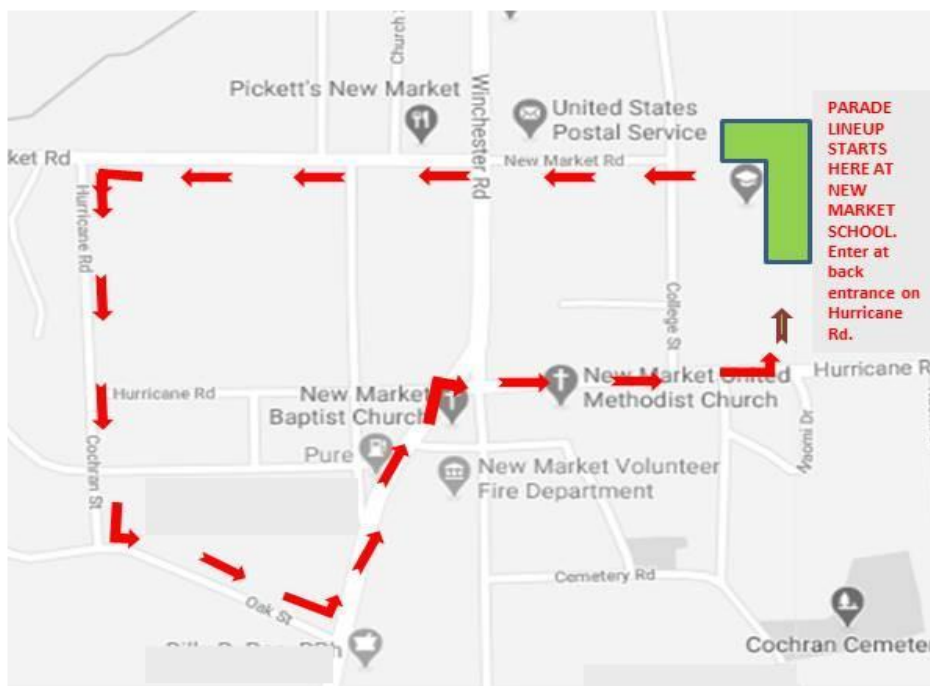 Church
Pickett's New Market
Winchester Rd
United States
Postal Service
ket Rd
New Market Rd
PARADE
LINEUP
STARTS
HERE AT
NEW
MARKET
SCHOOL.
Enter at
back
entrance on
Hurricane
Rd.
Hurricane Rd
College St
Hurricane R
Hurricane Rd
New Market
Baptist Church
New Market United
Methodist Church
Naomi Dr
Cochran St
Pure
New Market Volunteer
Fire Department
Cemetery Rd
Oak St
Cochran Cemeter